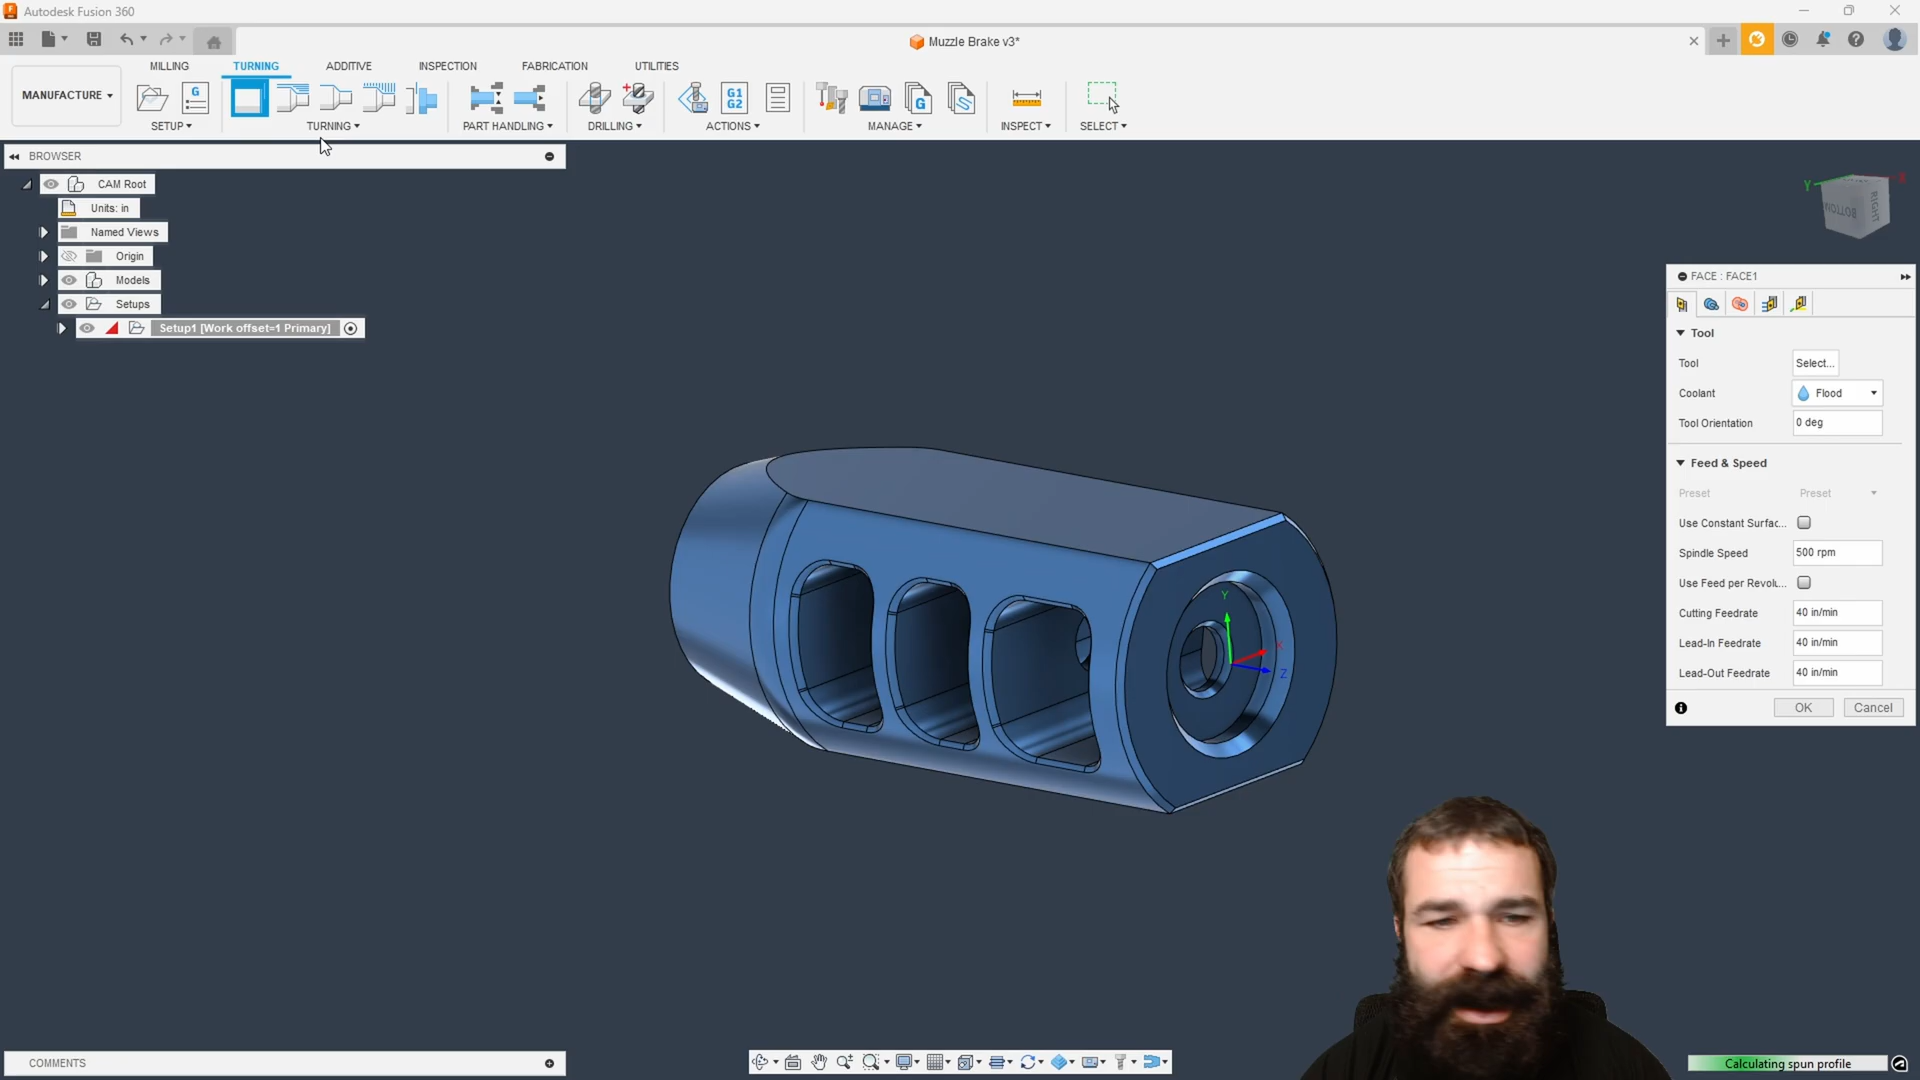 Autodesk Fusion 360
Muzzle Brake v3*
MILLING
TURNING
ADDITIVE
INSPECTION
FABRICATION
UTILITIES
MANUFACTURE
G
G1
G2
G
SETUP
TURNING
PART HANDLING
DRILLING
ACTIONS
MANAGE
INSPECT
SELECT
BROWSER
CAM Root
Units: in
Named Views
Origin
Models
Setups
Setup1 [Work offset=1 Primary]
Y
X
BOTTOM
RIGHT
FACE : FACE1
Tool
Tool Select...
Coolant Flood
Tool Orientation 0 deg
Feed & Speed
Preset Preset
Use Constant Surfac...
Spindle Speed 500 rpm
Use Feed per Revolu...
Cutting Feedrate 40 in/min
Lead-In Feedrate 40 in/min
Lead-Out Feedrate 40 in/min
OK Cancel
Y
X
Z
COMMENTS
Calculating spun profile